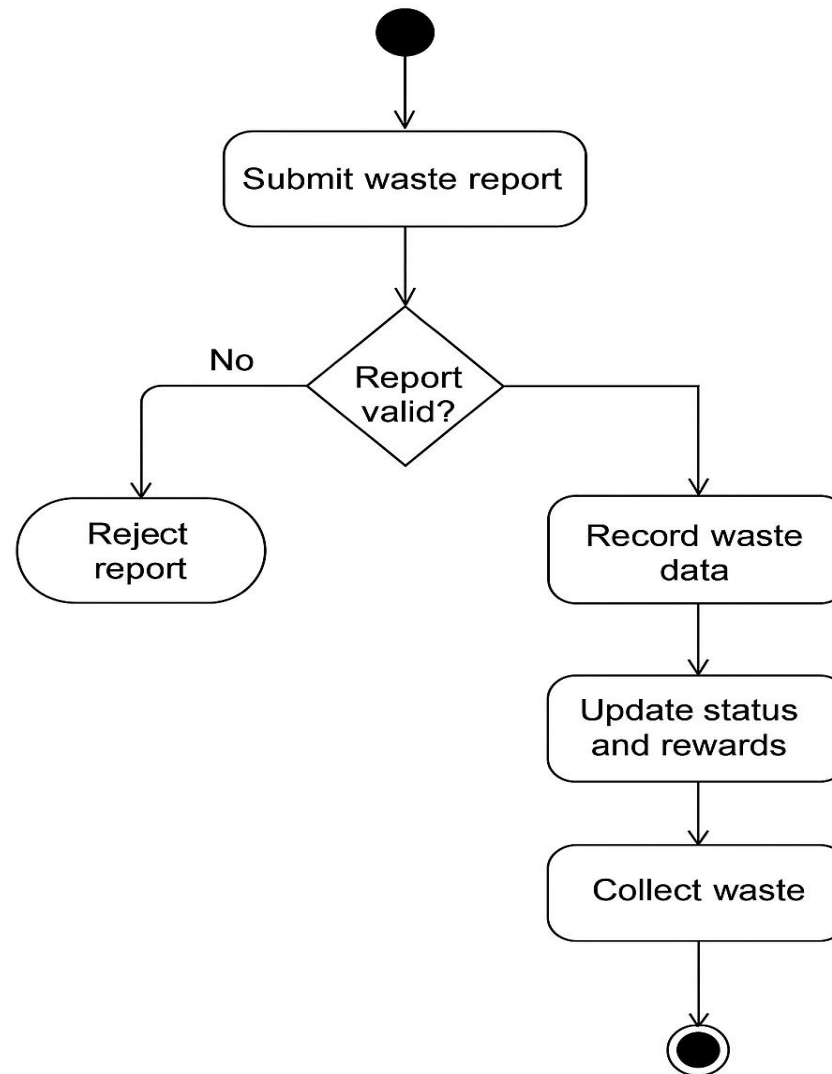 Submit waste report
No
Report
valid?
Reject
report
Record waste
data
Update status
and rewards
Collect waste